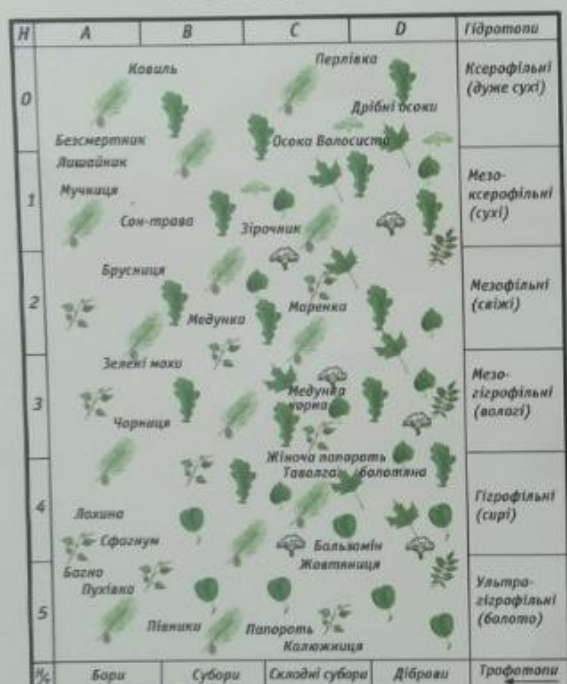 Н A B C D Гідротопи
0 Ковиль Перлівка Ксерофільні
(дуже сухі)
Дрібні осоки
Безсмертник Осока Волосиста
Лишайник
1 Мучниця Мезо-
ксерофільні
(сухі)
Сон-трава Зірочник
2 Брусниця Мезофільні
(свіжі)
Медунка Маренка
Зелені мохи
3 Мезо-
гігрофільні
(вологі)
Медунка
чорна
Чорниця
Жіноча папороть
Таволга болотяна
4 Гігрофільні
(сирі)
Лохина
Сфагнум Бальзамін
Жовтяниця
5 Багно Ультра-
гігрофільні
(болото)
Пухівка
Півники Папороть
Калюжниця
Бори Субори Складні субори Діброви Трофотопи